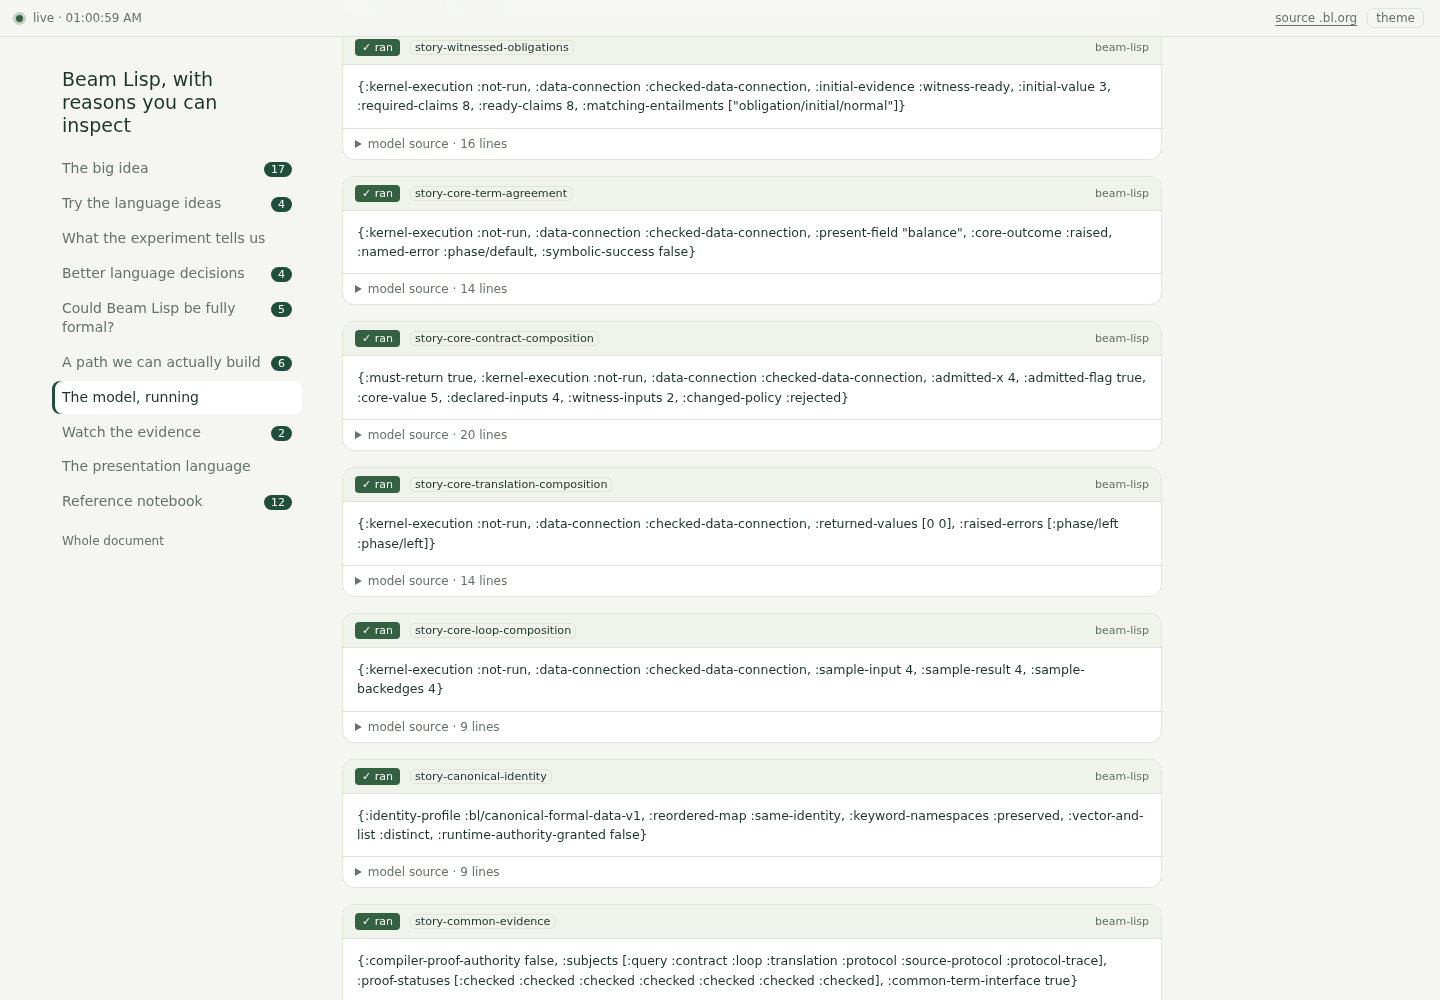 live · 01:00:59 AM
source .bl.org
theme
Beam Lisp, with
reasons you can
inspect
The big idea 17
Try the language ideas 4
What the experiment tells us
Better language decisions 4
Could Beam Lisp be fully 5
formal?
A path we can actually build 6
The model, running
Watch the evidence 2
The presentation language
Reference notebook 12
Whole document
✓ ran story-witnessed-obligations beam-lisp
{:kernel-execution :not-run, :data-connection :checked-data-connection, :initial-evidence :witness-ready, :initial-value 3,
:required-claims 8, :ready-claims 8, :matching-entailments ["obligation/initial/normal"]}
▶ model source · 16 lines
✓ ran story-core-term-agreement beam-lisp
{:kernel-execution :not-run, :data-connection :checked-data-connection, :present-field "balance", :core-outcome :raised,
:named-error :phase/default, :symbolic-success false}
▶ model source · 14 lines
✓ ran story-core-contract-composition beam-lisp
{:must-return true, :kernel-execution :not-run, :data-connection :checked-data-connection, :admitted-x 4, :admitted-flag true,
:core-value 5, :declared-inputs 4, :witness-inputs 2, :changed-policy :rejected}
▶ model source · 20 lines
✓ ran story-core-translation-composition beam-lisp
{:kernel-execution :not-run, :data-connection :checked-data-connection, :returned-values [0 0], :raised-errors [:phase/left
:phase/left]}
▶ model source · 14 lines
✓ ran story-core-loop-composition beam-lisp
{:kernel-execution :not-run, :data-connection :checked-data-connection, :sample-input 4, :sample-result 4, :sample-
backedges 4}
▶ model source · 9 lines
✓ ran story-canonical-identity beam-lisp
{:identity-profile :bl/canonical-formal-data-v1, :reordered-map :same-identity, :keyword-namespaces :preserved, :vector-and-
list :distinct, :runtime-authority-granted false}
▶ model source · 9 lines
✓ ran story-common-evidence beam-lisp
{:compiler-proof-authority false, :subjects [:query :contract :loop :translation :protocol :source-protocol :protocol-trace],
:proof-statuses [:checked :checked :checked :checked :checked :checked :checked], :common-term-interface true}